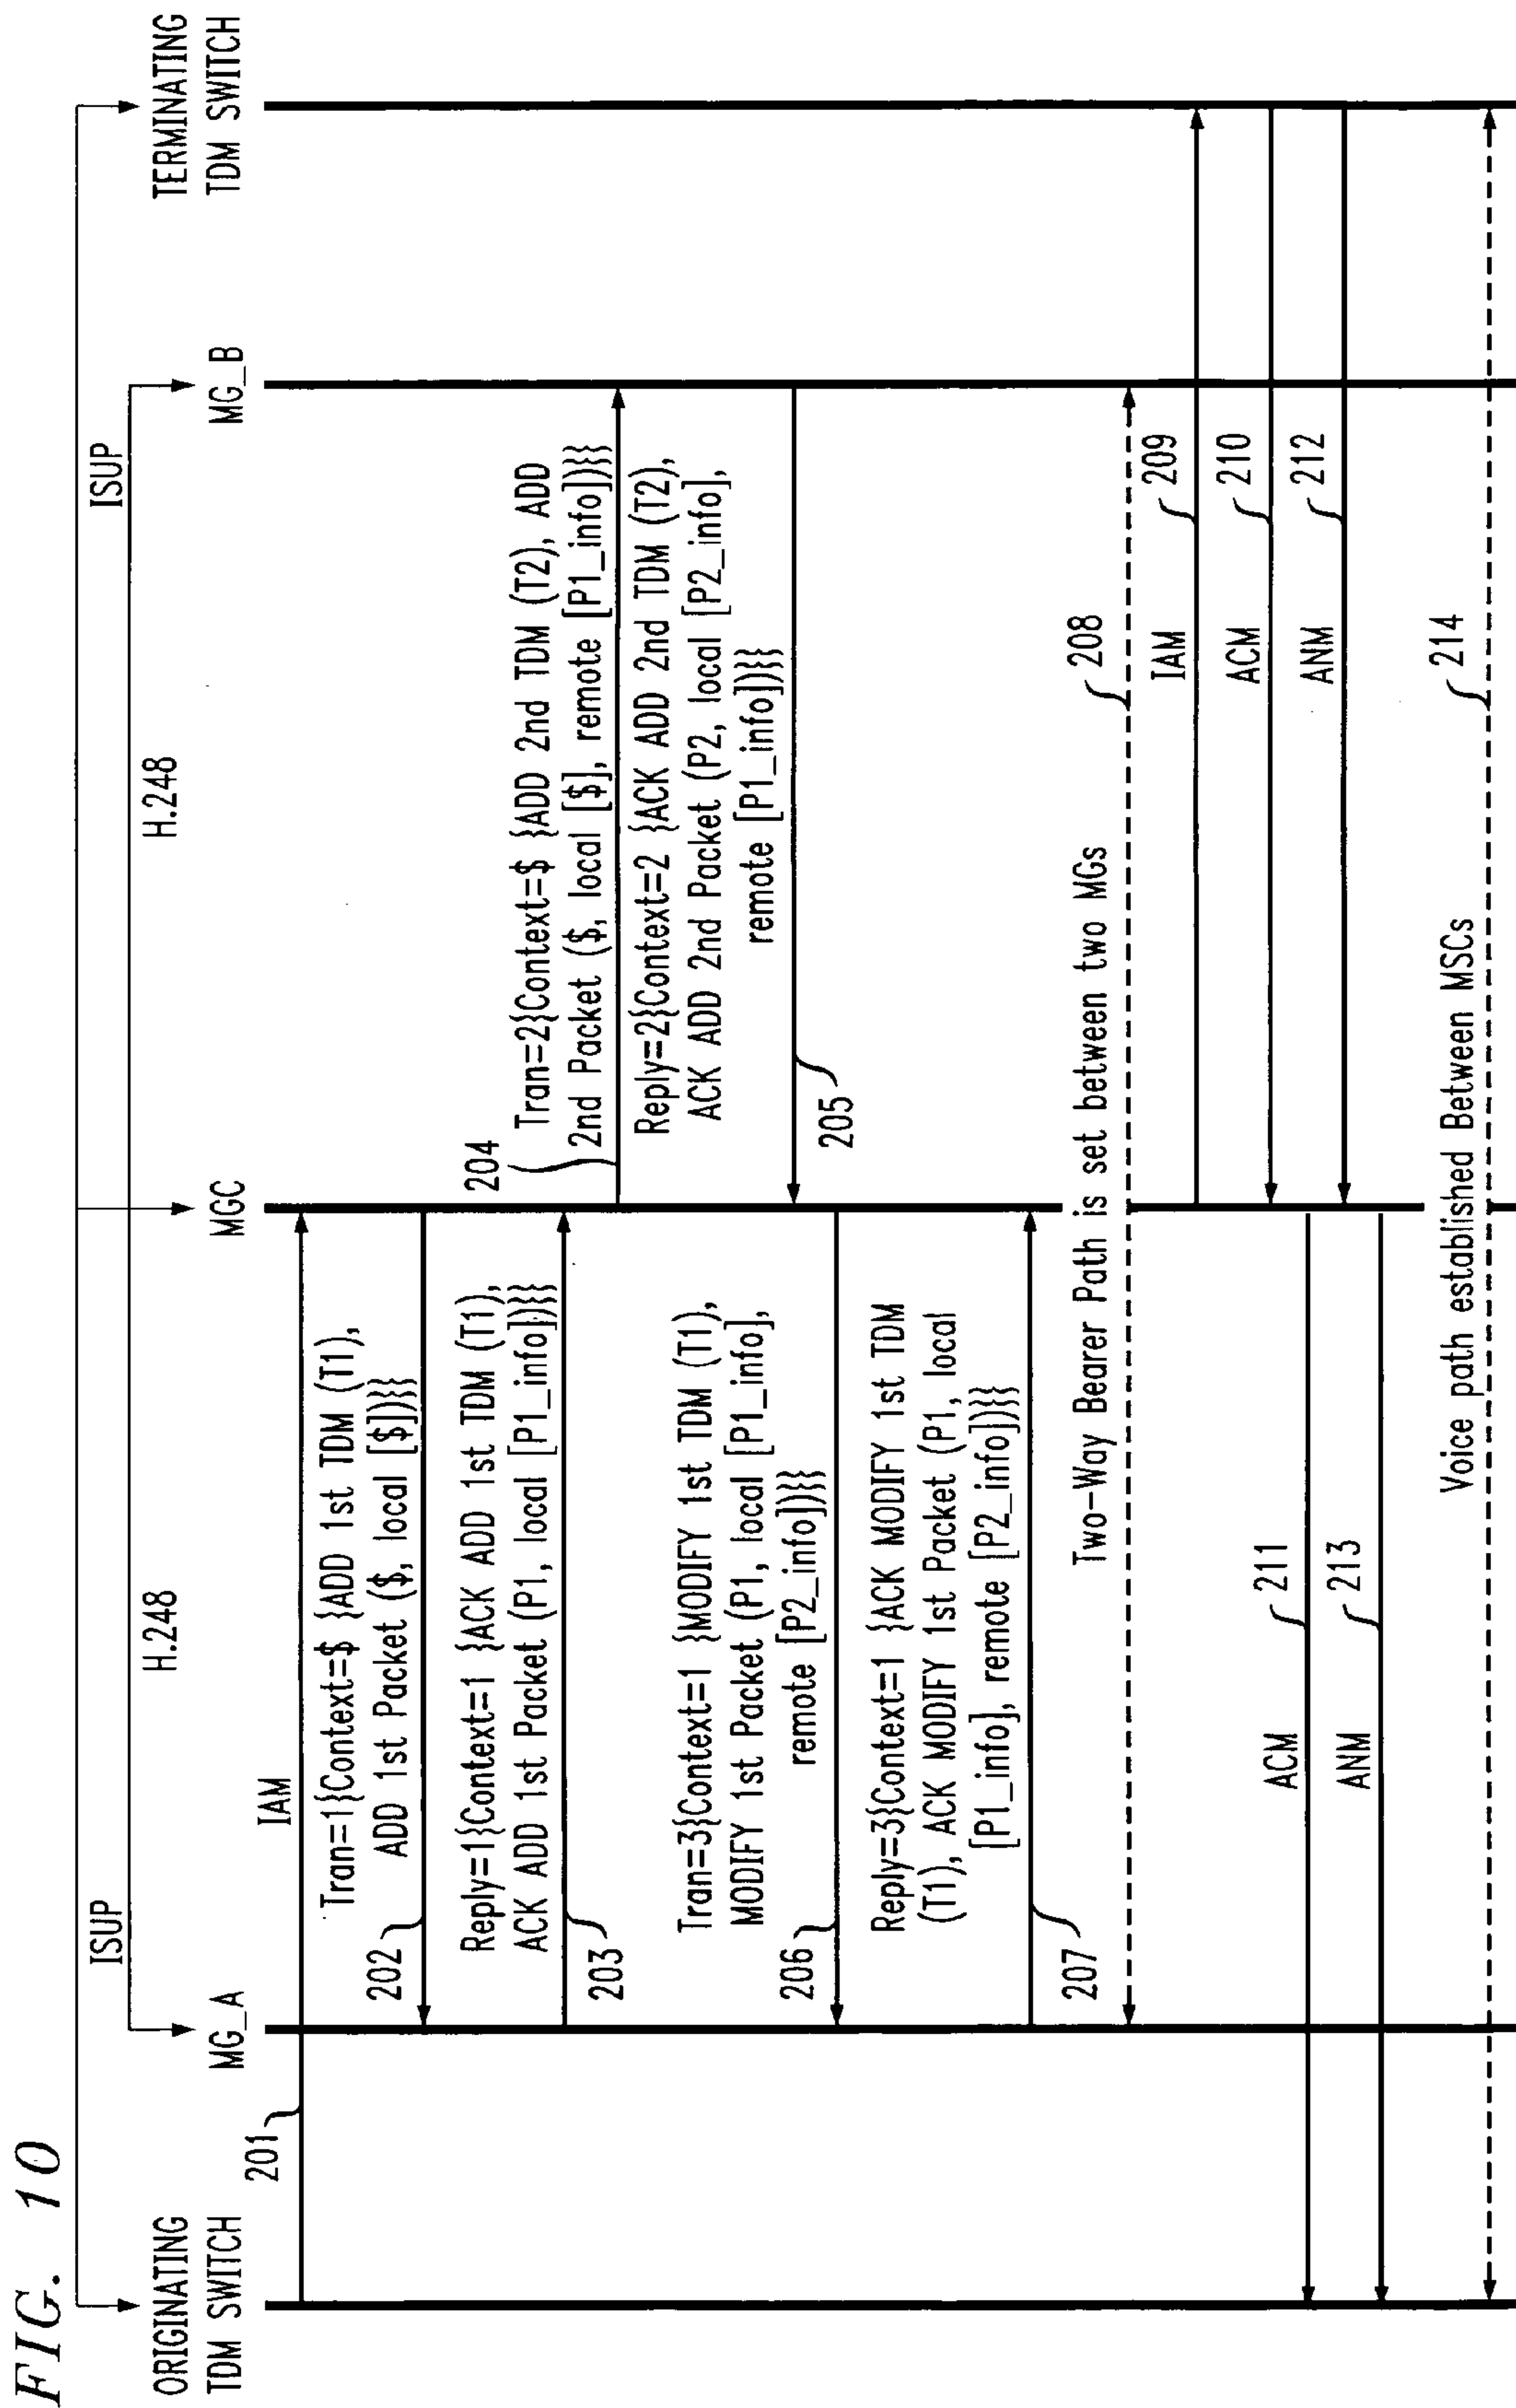 FIG. 10
ISUP
ISUP
H.248
H.248
ORIGINATING
TDM SWITCH
MG_A
MGC
MG_B
TERMINATING
TDM SWITCH
201
IAM
Tran=1{Context=$ {ADD 1st TDM (T1),
ADD 1st Packet ($, local [$])}}
202
Reply=1{Context=1 {ACK ADD 1st TDM (T1),
ACK ADD 1st Packet (P1, local [P1_info])}}
203
204
Tran=2{Context=$ {ADD 2nd TDM (T2), ADD
2nd Packet ($, local [$], remote [P1_info])}}
Reply=2{Context=2 {ACK ADD 2nd TDM (T2),
ACK ADD 2nd Packet (P2, local [P2_info],
remote [P1_info])}}
205
Tran=3{Context=1 {MODIFY 1st TDM (T1),
MODIFY 1st Packet (P1, local [P1_info],
remote [P2_info])}}
206
Reply=3{Context=1 {ACK MODIFY 1st TDM
(T1), ACK MODIFY 1st Packet (P1, local
[P1_info], remote [P2_info])}}
207
Two-Way Bearer Path is set between two MGs
208
IAM
209
ACM
210
ACM
211
ANM
212
ANM
213
Voice path established Between MSCs
214